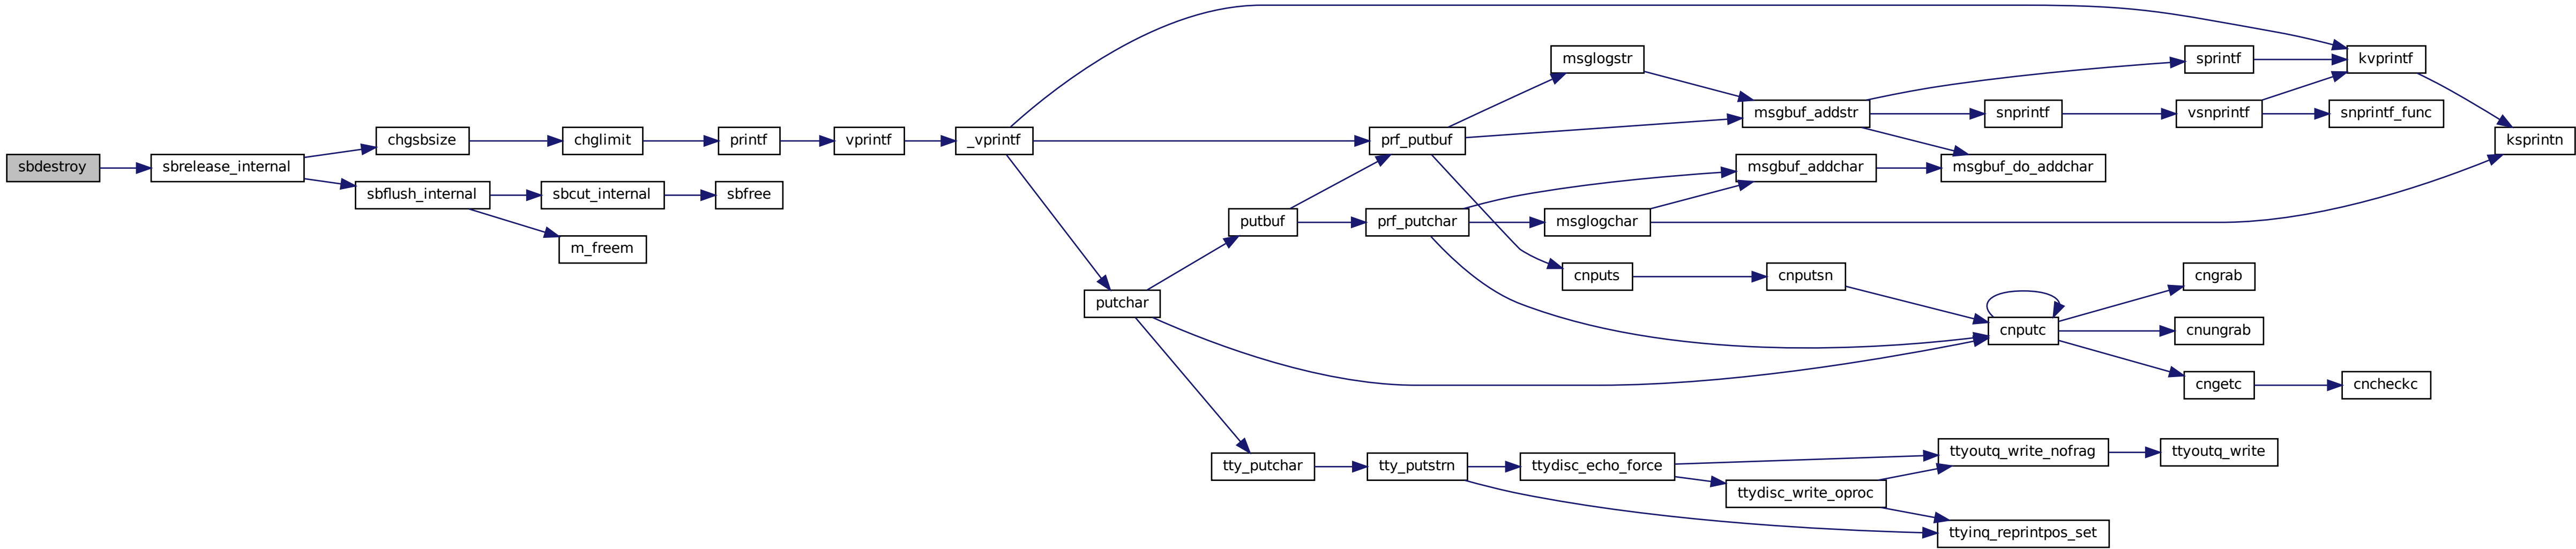 sbdestroy
sbrelease_internal
chgsbsize
sbflush_internal
chglimit
sbcut_internal
m_freem
printf
sbfree
vprintf
_vprintf
putchar
putbuf
tty_putchar
prf_putbuf
prf_putchar
tty_putstrn
msglogstr
msglogchar
cnputs
ttydisc_echo_force
msgbuf_addstr
msgbuf_addchar
cnputsn
ttydisc_write_oproc
snprintf
msgbuf_do_addchar
cnputc
ttyoutq_write_nofrag
ttyinq_reprintpos_set
sprintf
vsnprintf
cngrab
cnungrab
cngetc
ttyoutq_write
kvprintf
snprintf_func
cncheckc
ksprintn